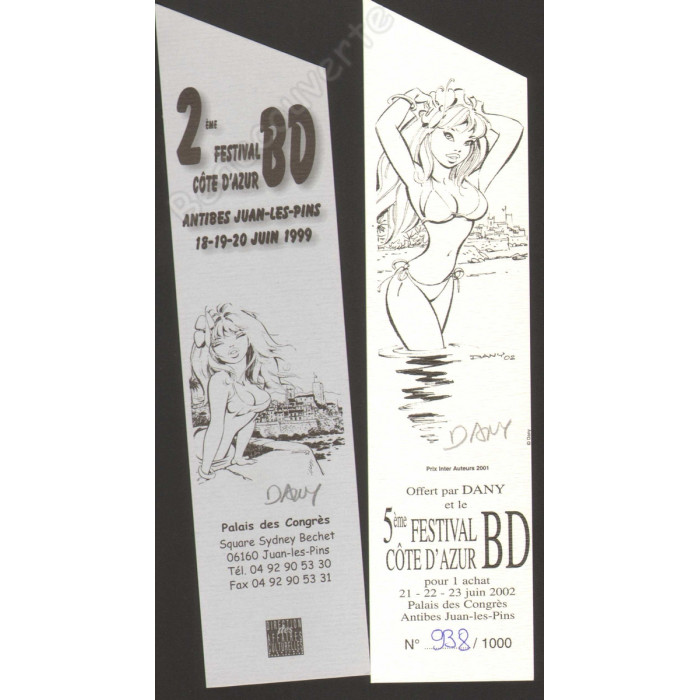 2ÈME
FESTIVAL BD
CÔTE D'AZUR
ANTIBES JUAN-LES-PINS
18-19-20 JUIN 1999
DANY
Palais des Congrès
Square Sydney Bechet
06160 Juan-les-Pins
Tél. 04 92 90 53 30
Fax 04 92 90 53 31
DIRECTION
DANY'02
DANY
© Dany
Prix Inter Auteurs 2001
Offert par DANY
et le
5ème FESTIVAL BD
CÔTE D'AZUR
pour 1 achat
21 - 22 - 23 juin 2002
Palais des Congrès
Antibes Juan-les-Pins
N° 938 / 1000